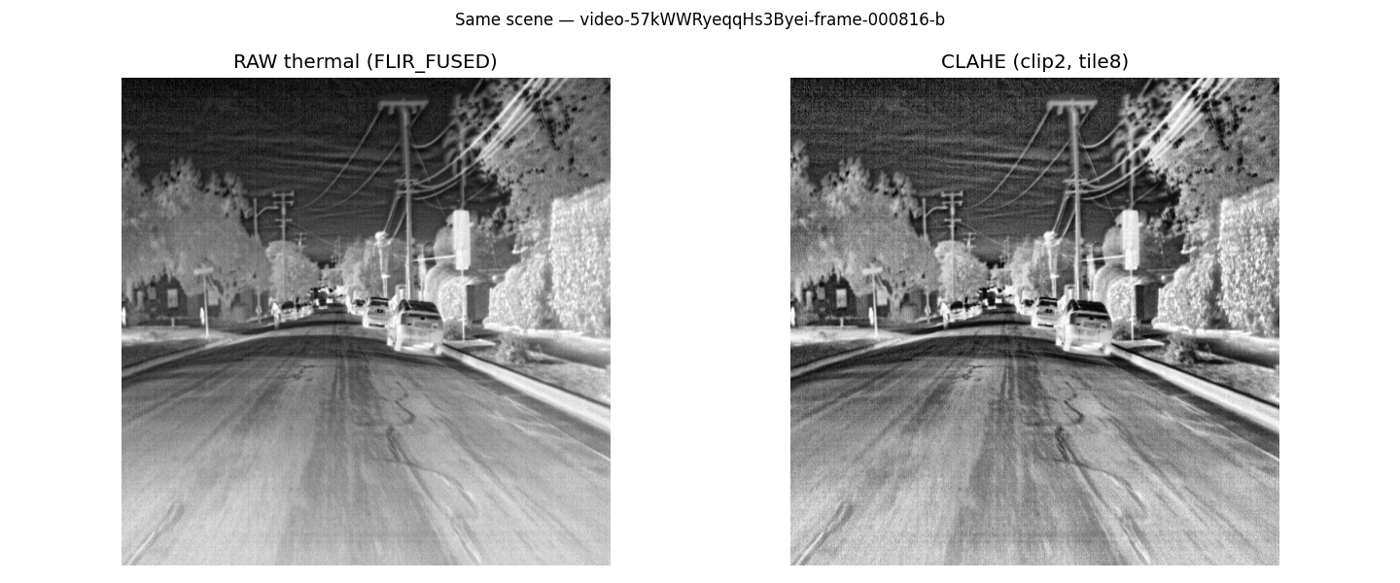 Same scene — video-57kWWRyeqqHs3Byei-frame-000816-b
RAW thermal (FLIR_FUSED)
CLAHE (clip2, tile8)